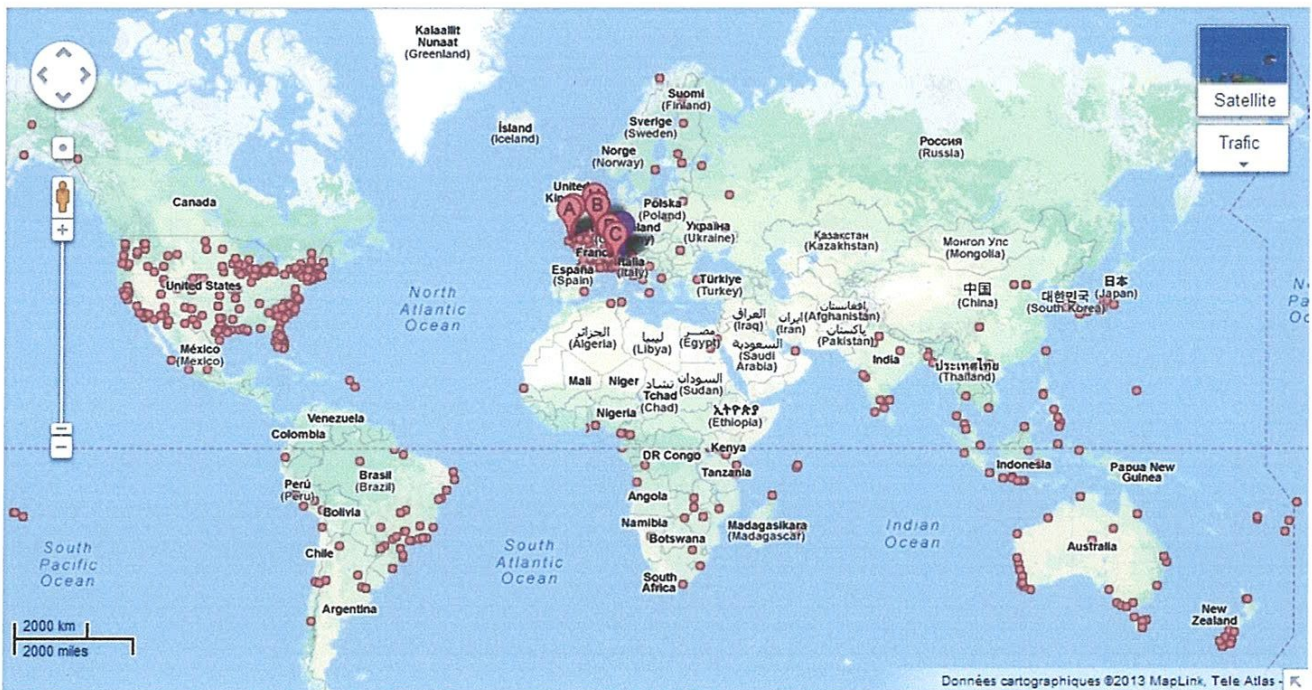 Kalaallit
Nunaat
(Greenland)
Satellite
Trafic
Suomi
(Finland)
Ísland
(Iceland)
Sverige
(Sweden)
Norge
(Norway)
Россия
(Russia)
Canada
United
A
B
C
Polska
(Poland)
Україна
(Ukraine)
Қазақстан
(Kazakhstan)
Монгол Улс
(Mongolia)
España
(Spain)
Italia
(Italy)
Türkiye
(Turkey)
中国
(China)
대한민국
(South Korea)
日本
(Japan)
United States
North
Atlantic
Ocean
الجزائر
(Algeria)
ليبيا
(Libya)
مصر
(Egypt)
العراق
(Iraq)
ایران
(Iran)
افغانستان
(Afghanistan)
پاکستان
(Pakistan)
السعودية
(Saudi
Arabia)
India
ประเทศไทย
(Thailand)
México
(Mexico)
Mali
Niger
تشاد
Tchad
(Chad)
السودان
(Sudan)
Nigeria
ኢትዮጵያ
(Ethiopia)
Venezuela
Colombia
DR Congo
Kenya
Tanzania
Indonesia
Papua New
Guinea
Perú
(Peru)
Brasil
(Brazil)
Bolivia
Angola
Namibia
Botswana
Madagasikara
(Madagascar)
Indian
Ocean
Australia
South
Pacific
Ocean
Chile
South
Atlantic
Ocean
South
Africa
Argentina
New
Zealand
2000 km
2000 miles
Données cartographiques ©2013 MapLink, Tele Atlas -